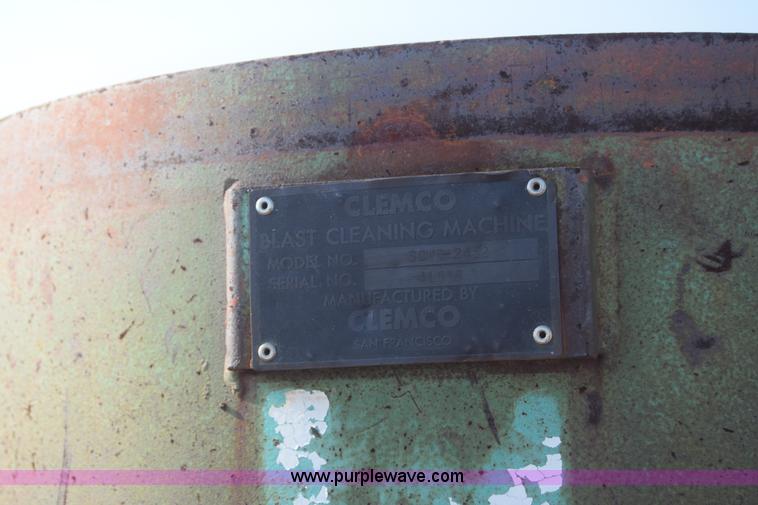 CLEMCO
BLAST CLEANING MACHINE
MODEL NO.
SERIAL NO.
MANUFACTURED BY
CLEMCO
SAN FRANCISCO
www.purplewave.com